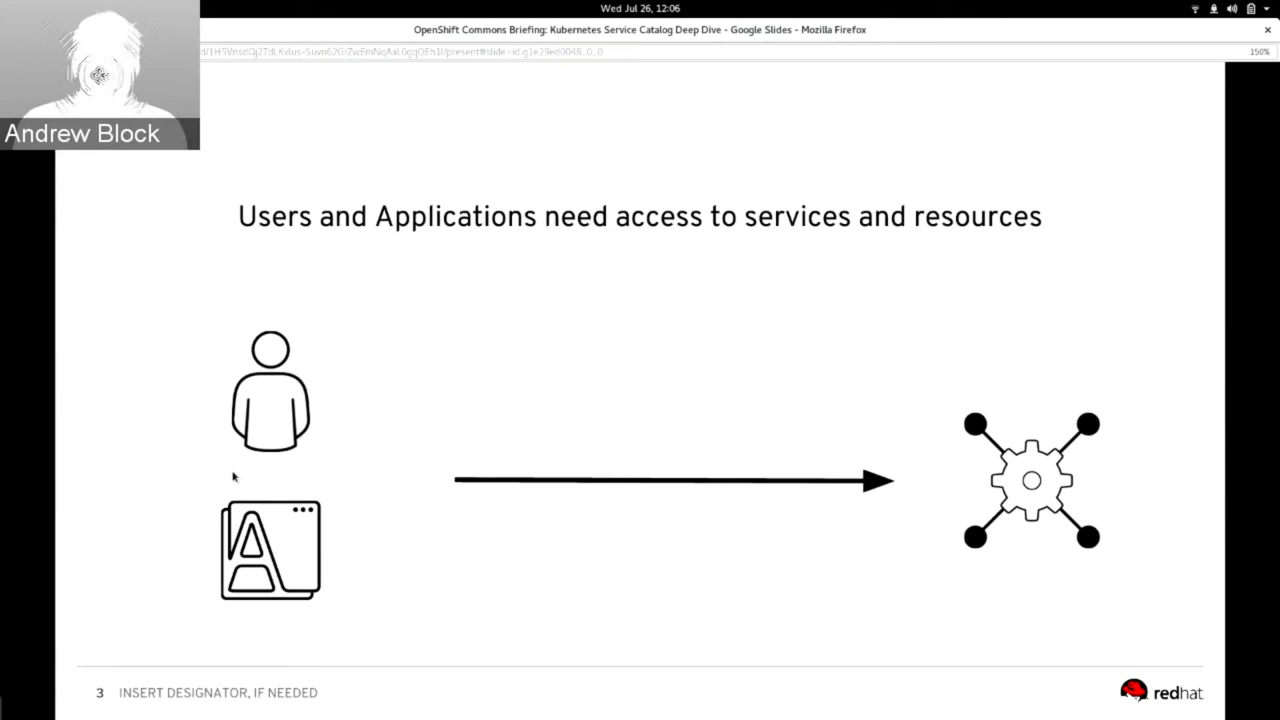 Wed Jul 26, 12:06
OpenShift Commons Briefing: Kubernetes Service Catalog Deep Dive - Google Slides - Mozilla Firefox
150%
Andrew Block
Users and Applications need access to services and resources
A
3 INSERT DESIGNATOR, IF NEEDED
redhat